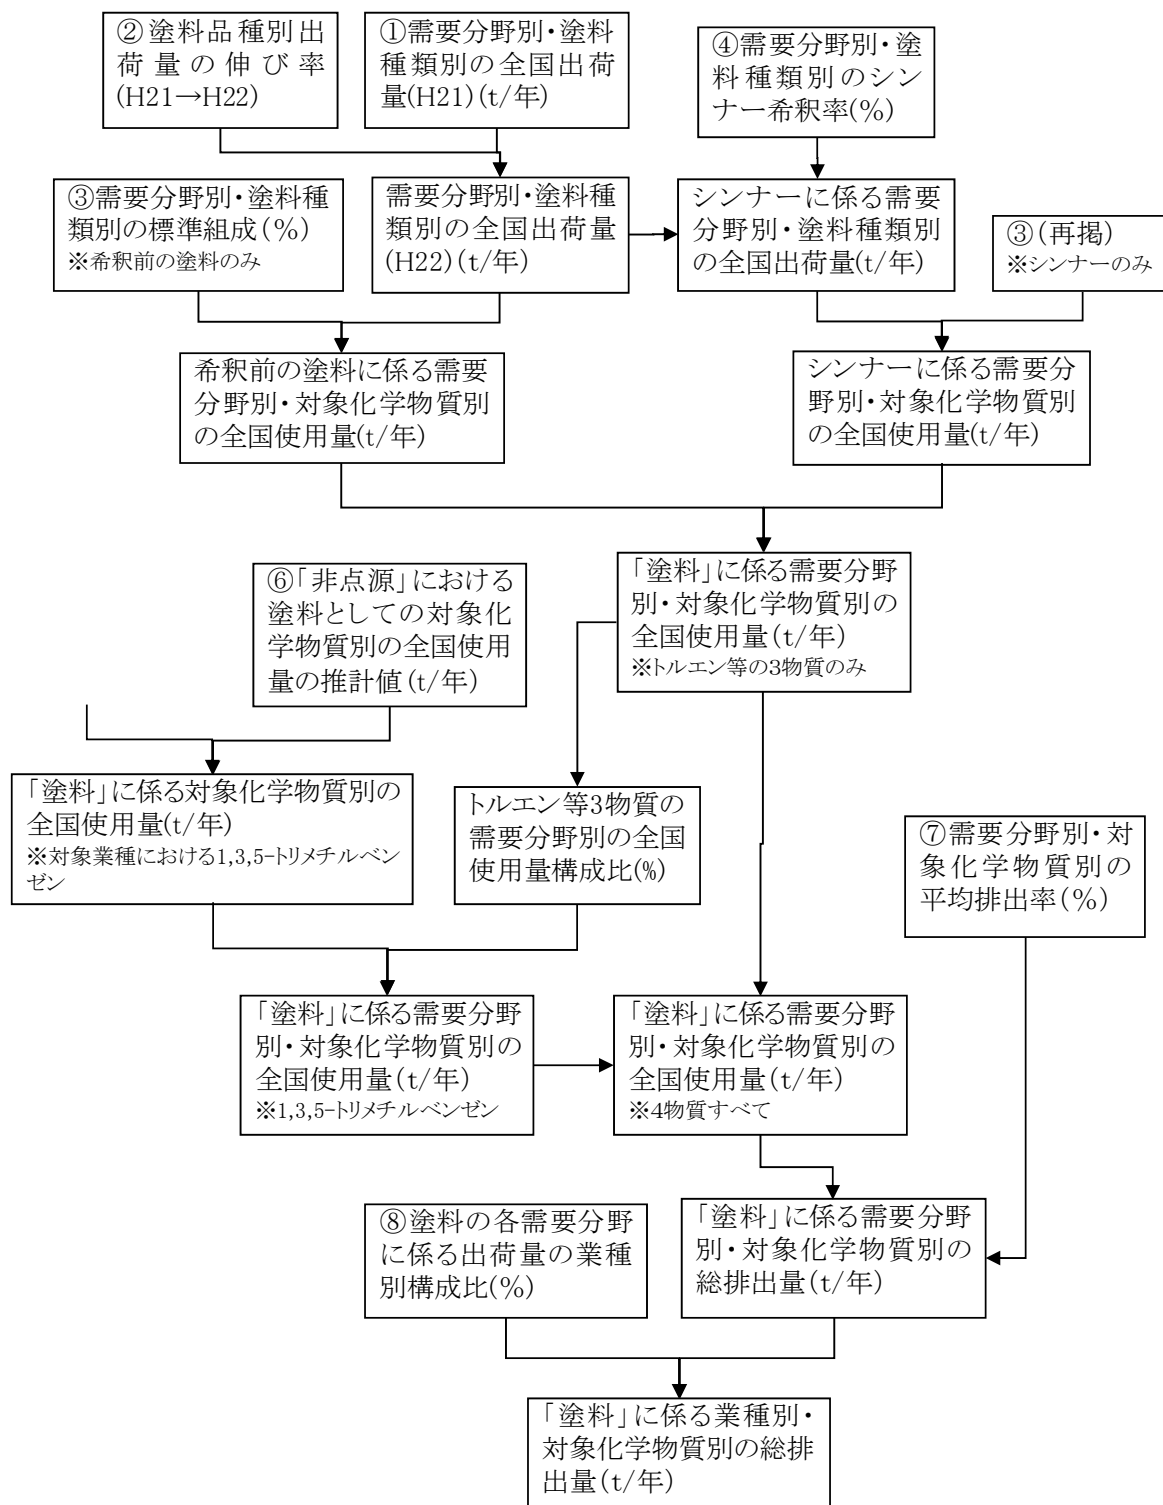 ②塗料品種別出
荷量の伸び率
(H21→H22)
①需要分野別・塗料
種類別の全国出荷
量(H21)(t/年)
④需要分野別・塗
料種類別のシン
ナー希釈率(%)
③需要分野別・塗料種
類別の標準組成(%)
※希釈前の塗料のみ
需要分野別・塗料種
類別の全国出荷量
(H22)(t/年)
シンナーに係る需要
分野別・塗料種類別
の全国出荷量(t/年)
③(再掲)
※シンナーのみ
希釈前の塗料に係る需要
分野別・対象化学物質別
の全国使用量(t/年)
シンナーに係る需要分
野別・対象化学物質別
の全国使用量(t/年)
⑥「非点源」における
塗料としての対象化
学物質別の全国使用
量の推計値(t/年)
「塗料」に係る需要分野
別・対象化学物質別の
全国使用量(t/年)
※トルエン等の3物質のみ
「塗料」に係る対象化学物質別の
全国使用量(t/年)
※対象業種における1,3,5-トリメチルベン
ゼン
トルエン等3物質の
需要分野別の全国
使用量構成比(%)
⑦需要分野別・対
象化学物質別の
平均排出率(%)
「塗料」に係る需要分野
別・対象化学物質別の
全国使用量(t/年)
※1,3,5-トリメチルベンゼン
「塗料」に係る需要分野
別・対象化学物質別の
全国使用量(t/年)
※4物質すべて
⑧塗料の各需要分野
に係る出荷量の業種
別構成比(%)
「塗料」に係る需要分野
別・対象化学物質別の
総排出量(t/年)
「塗料」に係る業種別・
対象化学物質別の総排
出量(t/年)